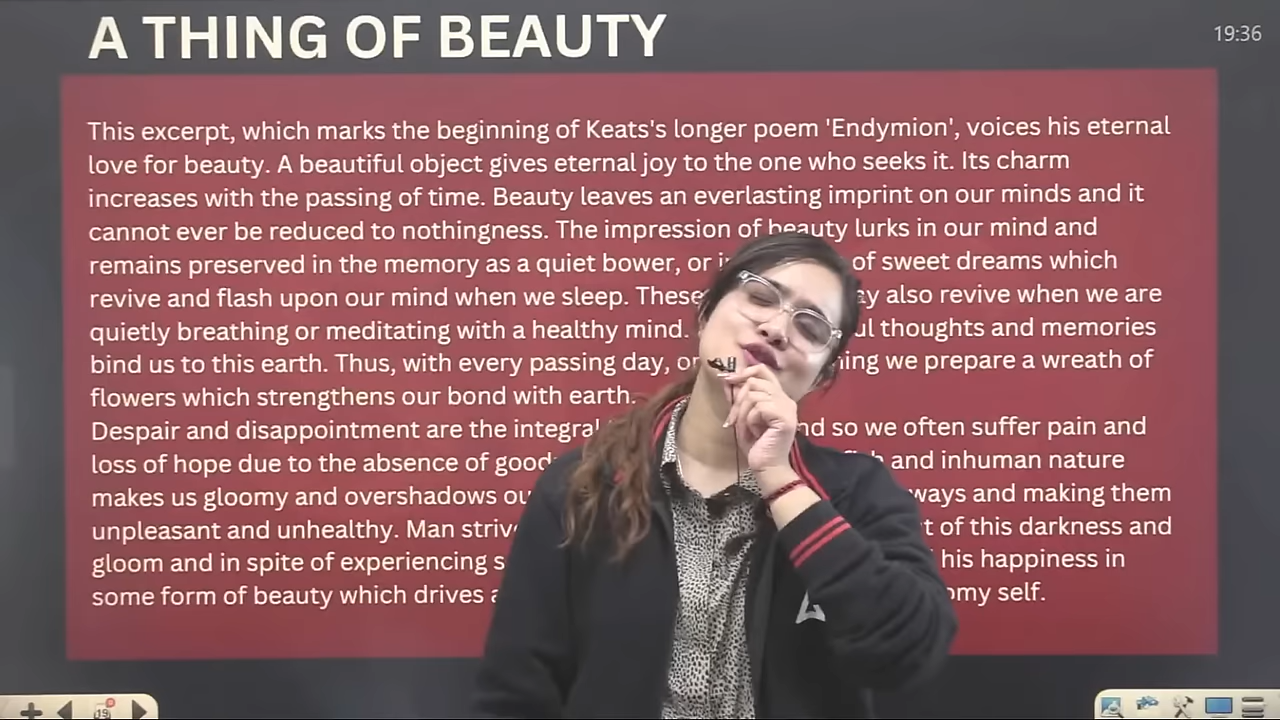 A THING OF BEAUTY
19:36
This excerpt, which marks the beginning of Keats's longer poem 'Endymion', voices his eternal
love for beauty. A beautiful object gives eternal joy to the one who seeks it. Its charm
increases with the passing of time. Beauty leaves an everlasting imprint on our minds and it
cannot ever be reduced to nothingness. The impression of beauty lurks in our mind and
remains preserved in the memory as a quiet bower, or of sweet dreams which
revive and flash upon our mind when we sleep. These also revive when we are
quietly breathing or meditating with a healthy mind. thoughts and memories
bind us to this earth. Thus, with every passing day, we prepare a wreath of
flowers which strengthens our bond with earth.
Despair and disappointment are the integral so we often suffer pain and
loss of hope due to the absence of and inhuman nature
makes us gloomy and overshadows ways and making them
unpleasant and unhealthy. Man of this darkness and
gloom and in spite of experiencing his happiness in
some form of beauty which drives self.
19